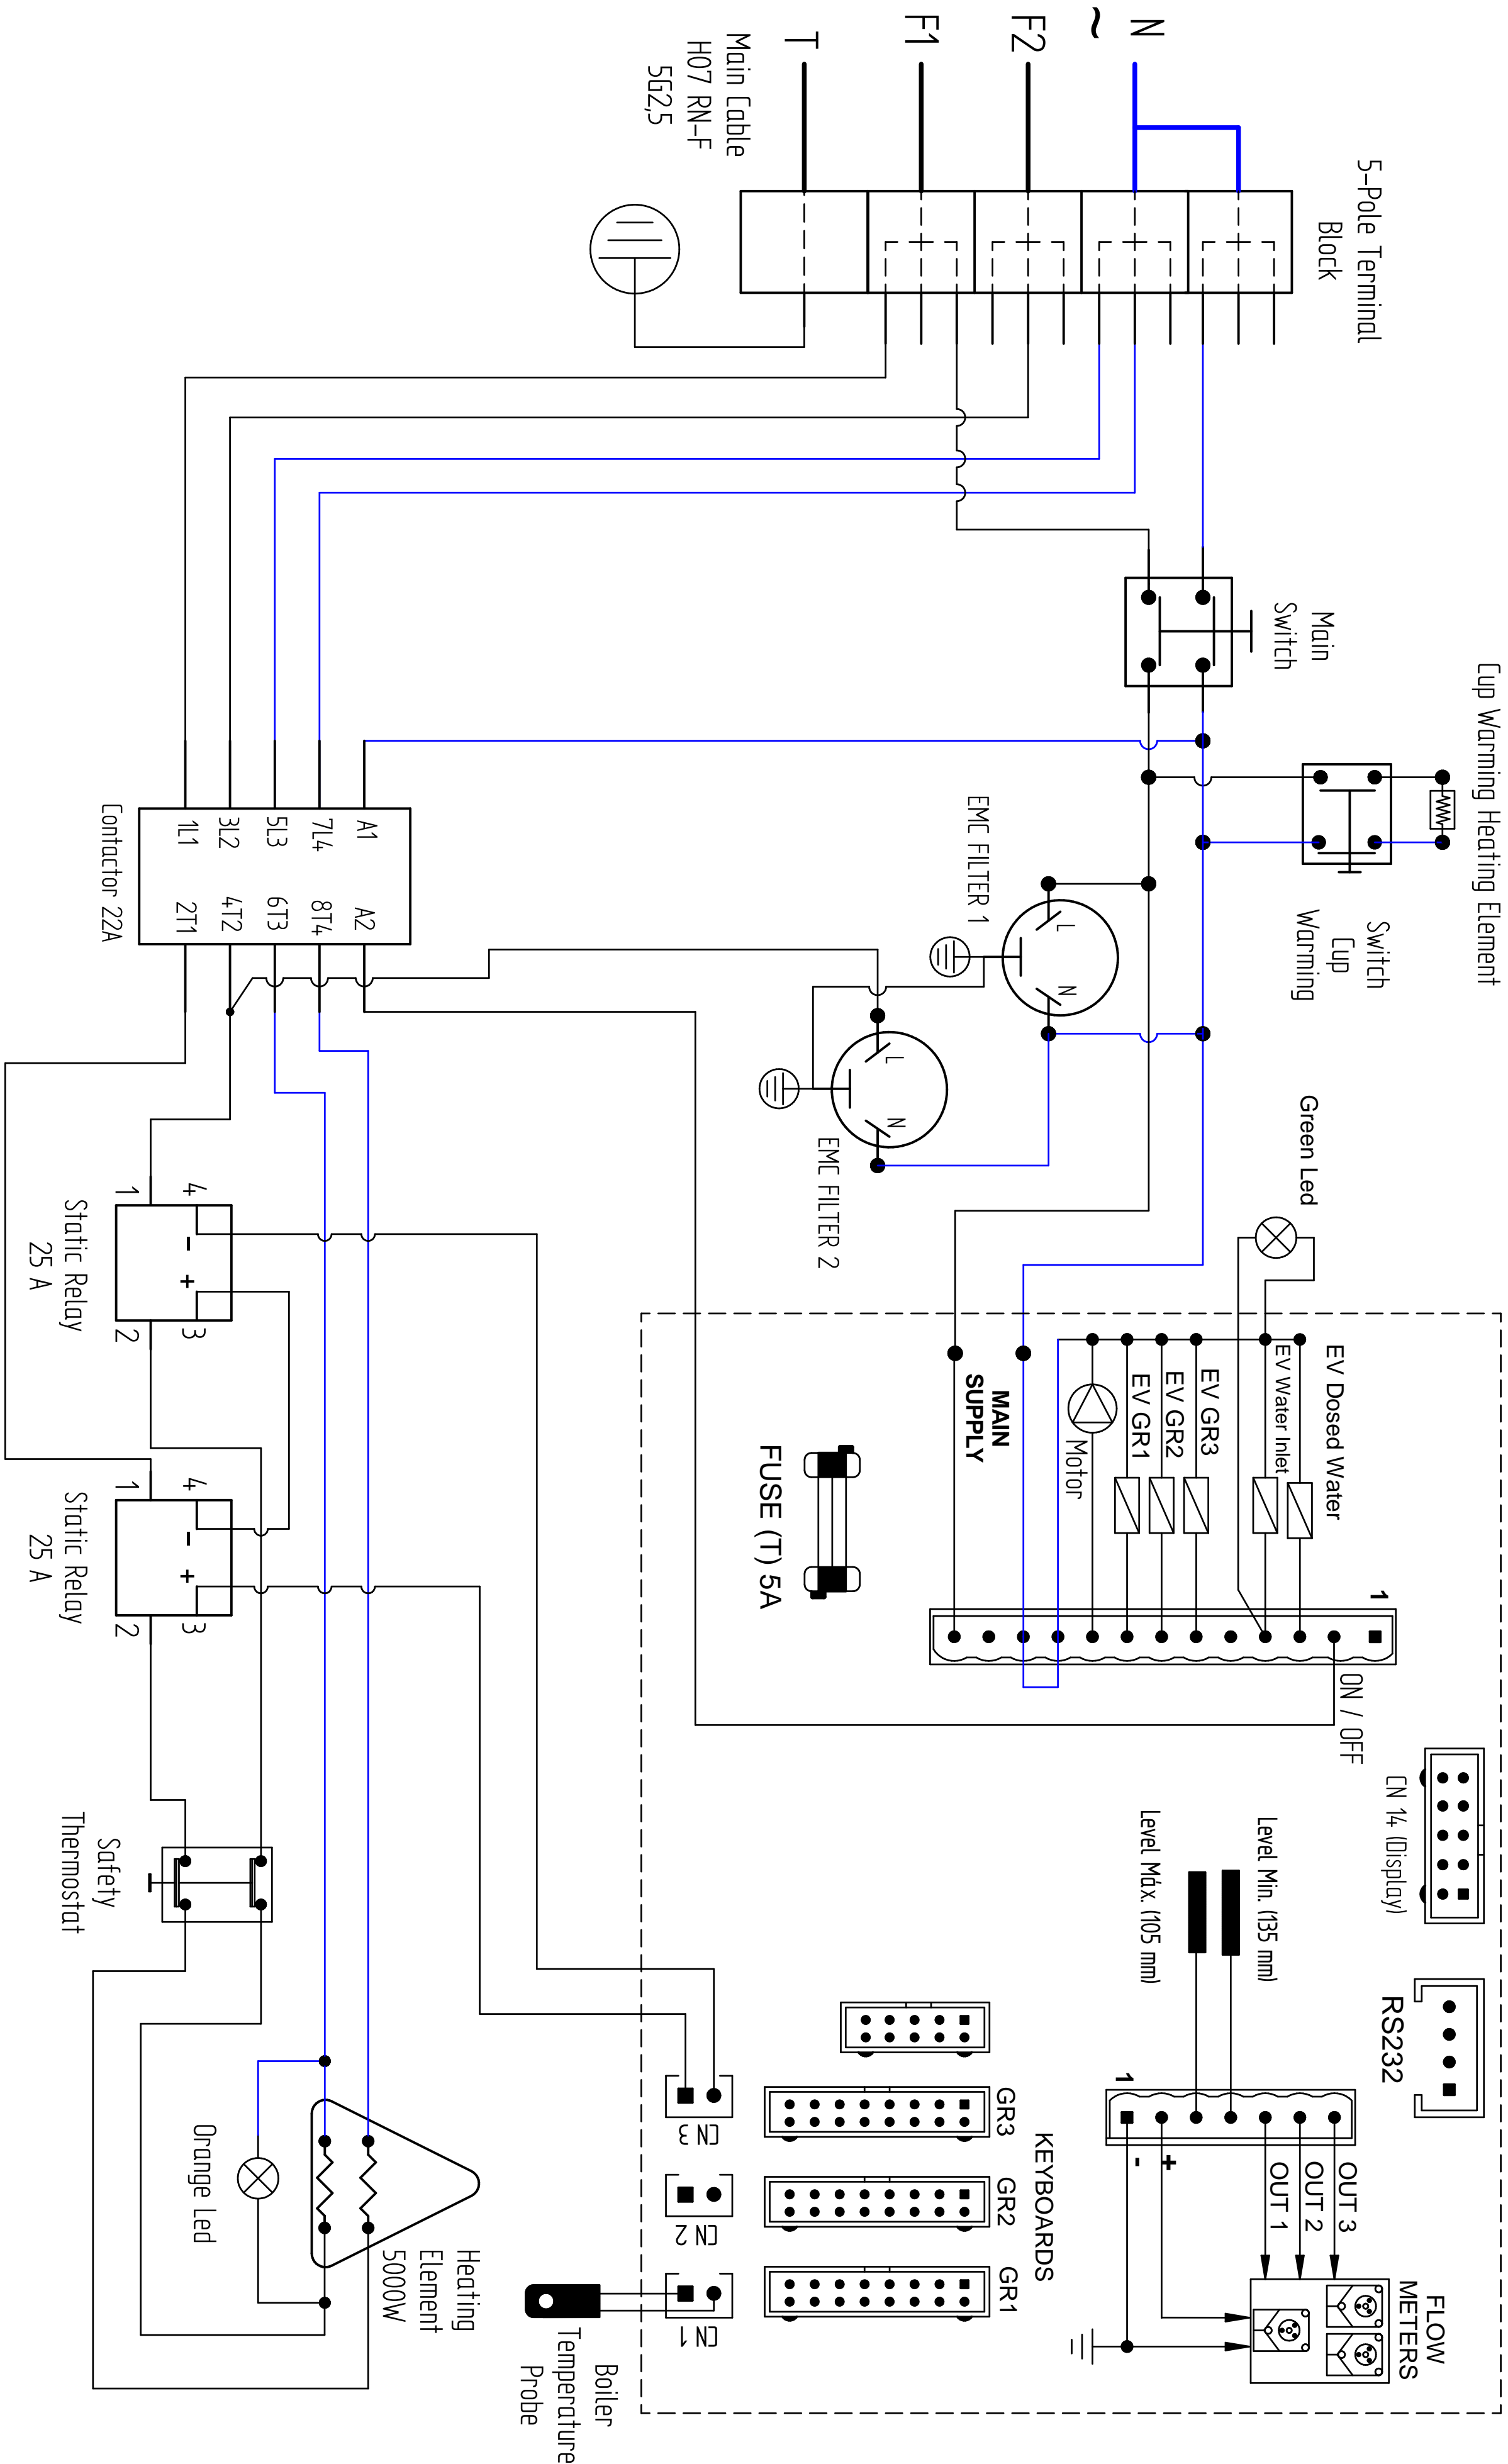 N
~
F2
F1
T
Main Cable
H07 RN-F
5G2,5
5-Pole Terminal
Block
Main
Switch
Cup Warming Heating Element
Switch
Cup
Warming
EMC FILTER 1
L
N
EMC FILTER 2
L
N
A1
7L4
5L3
3L2
1L1
A2
8T4
6T3
4T2
2T1
Contactor 22A
Green Led
EV Dosed Water
EV Water Inlet
EV GR3
EV GR2
EV GR1
Motor
MAIN
SUPPLY
FUSE (T) 5A
1
ON / OFF
4
1
-
+
3
2
Static Relay
25 A
4
1
-
+
3
2
Static Relay
25 A
Safety
Thermostat
CN 14 (Display)
RS232
Level Min. (135 mm)
Level Máx. (105 mm)
1
-
+
OUT 3
OUT 2
OUT 1
FLOW
METERS
KEYBOARDS
GR3
GR2
GR1
CN 3
CN 2
CN 1
Boiler
Temperature
Probe
Heating
Element
5000W
Orange Led